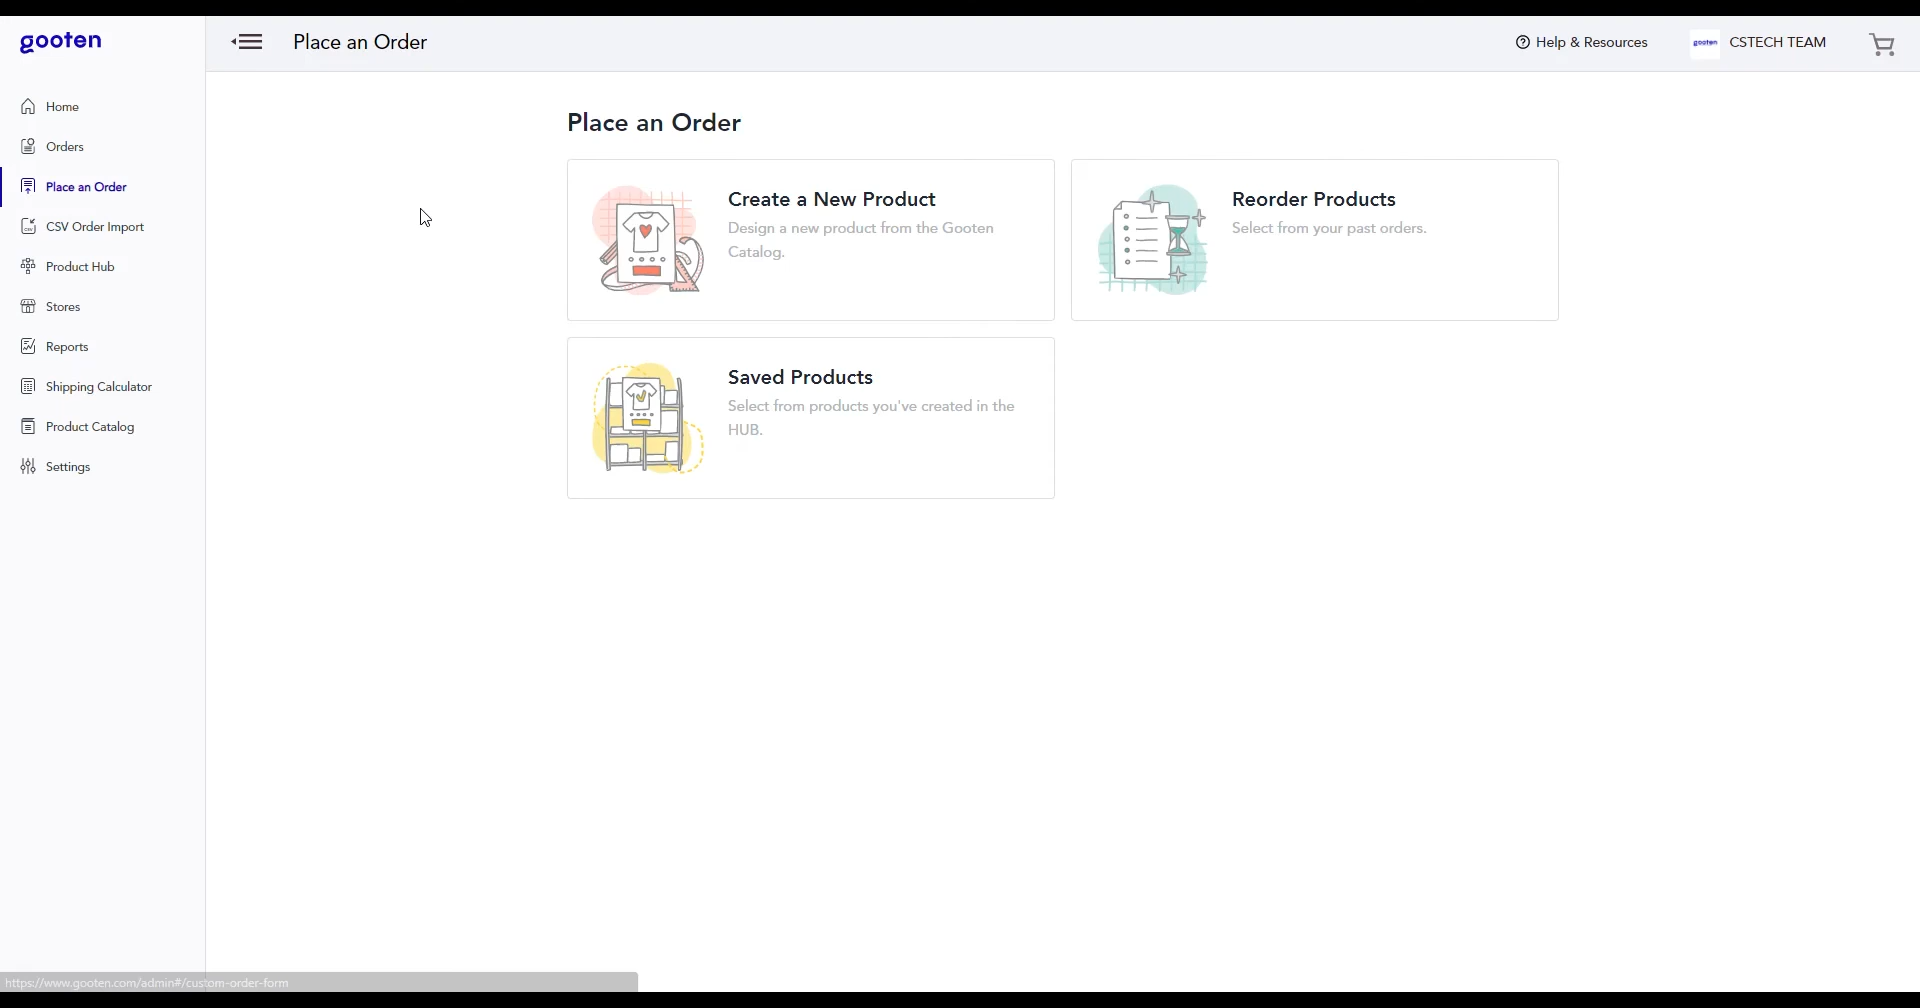 gooten
Place an Order
Help & Resources
gooten
CSTECH TEAM
Home
Orders
Place an Order
CSV Order Import
Product Hub
Stores
Reports
Shipping Calculator
Product Catalog
Settings
Place an Order
Create a New Product
Design a new product from the Gooten
Catalog.
Reorder Products
Select from your past orders.
Saved Products
Select from products you've created in the
HUB.
https://www.gooten.com/admin#/custom-order-form